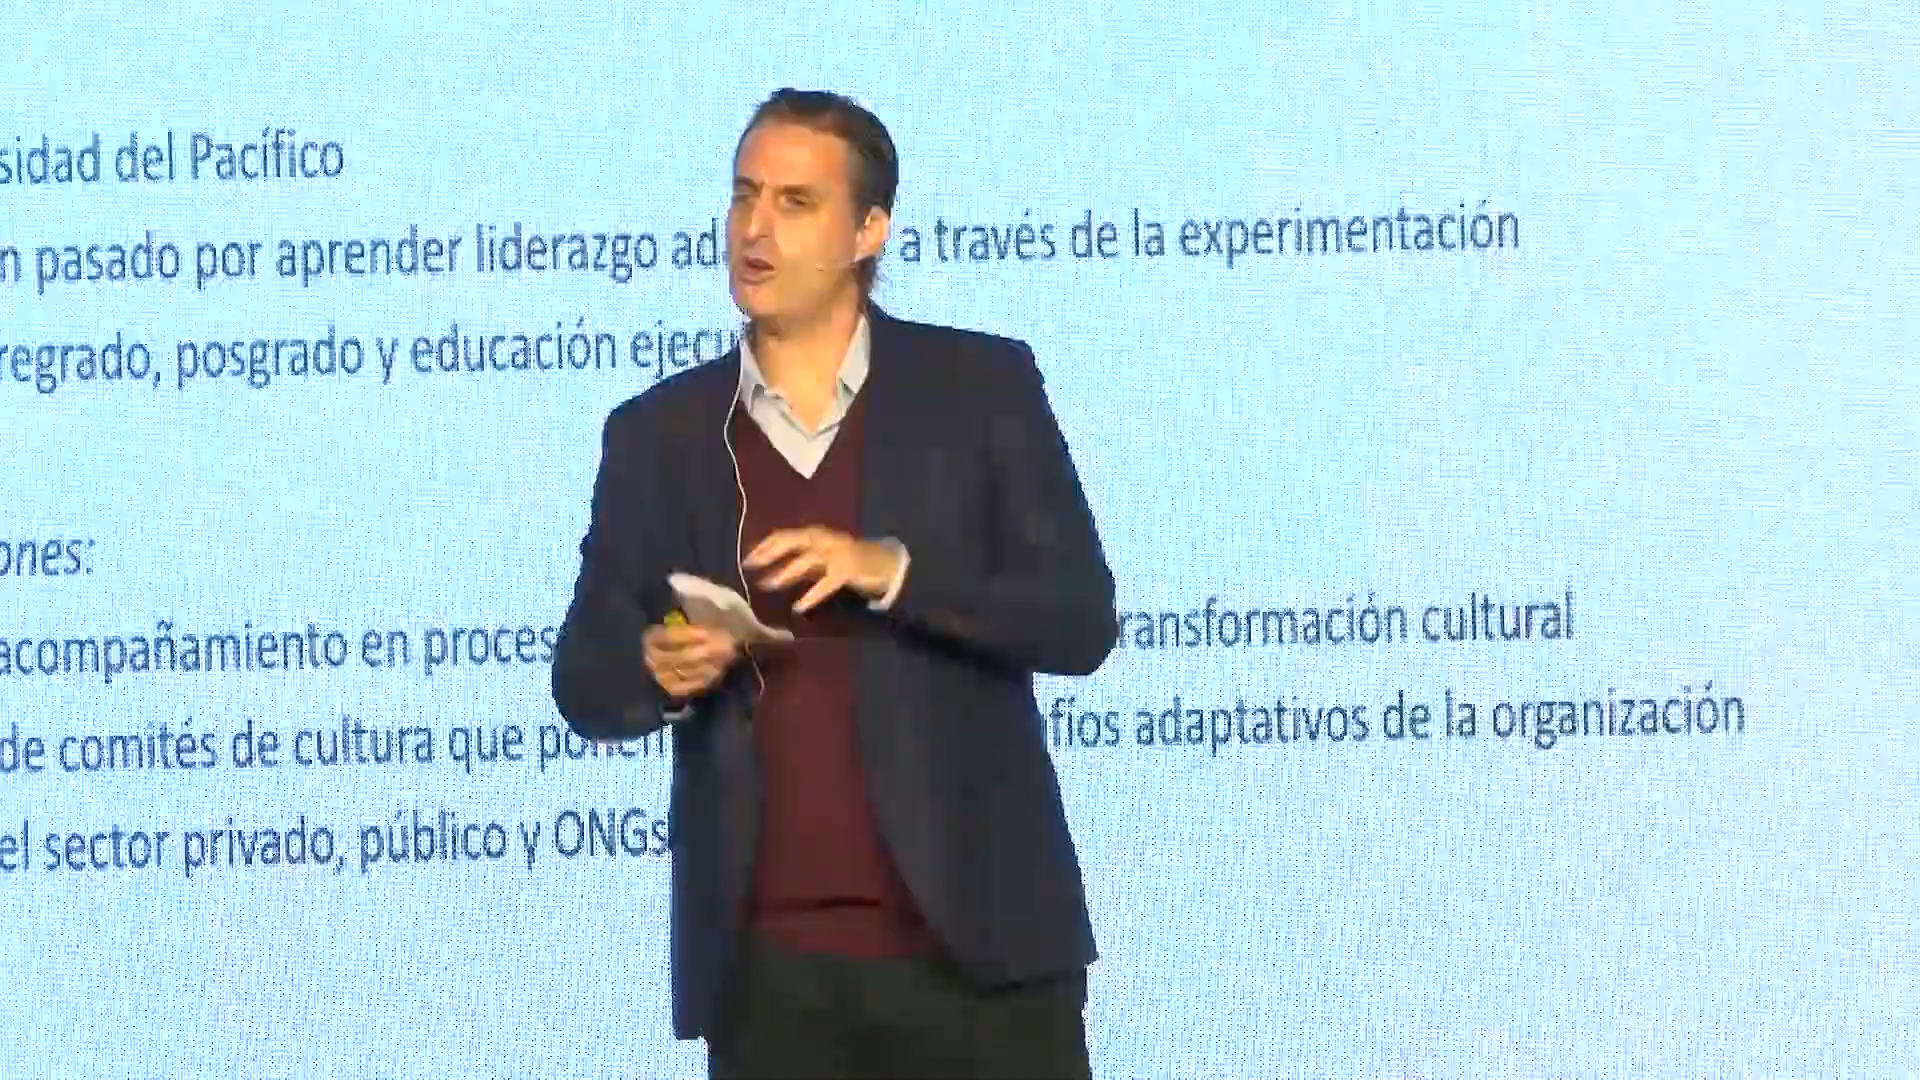 sidad del Pacífico
n pasado por aprender liderazgo ad a través de la experimentación
regrado, posgrado y educación ejecu
ones:
acompañamiento en proces ransformación cultural
de comités de cultura que ponen fíos adaptativos de la organización
el sector privado, público y ONGs